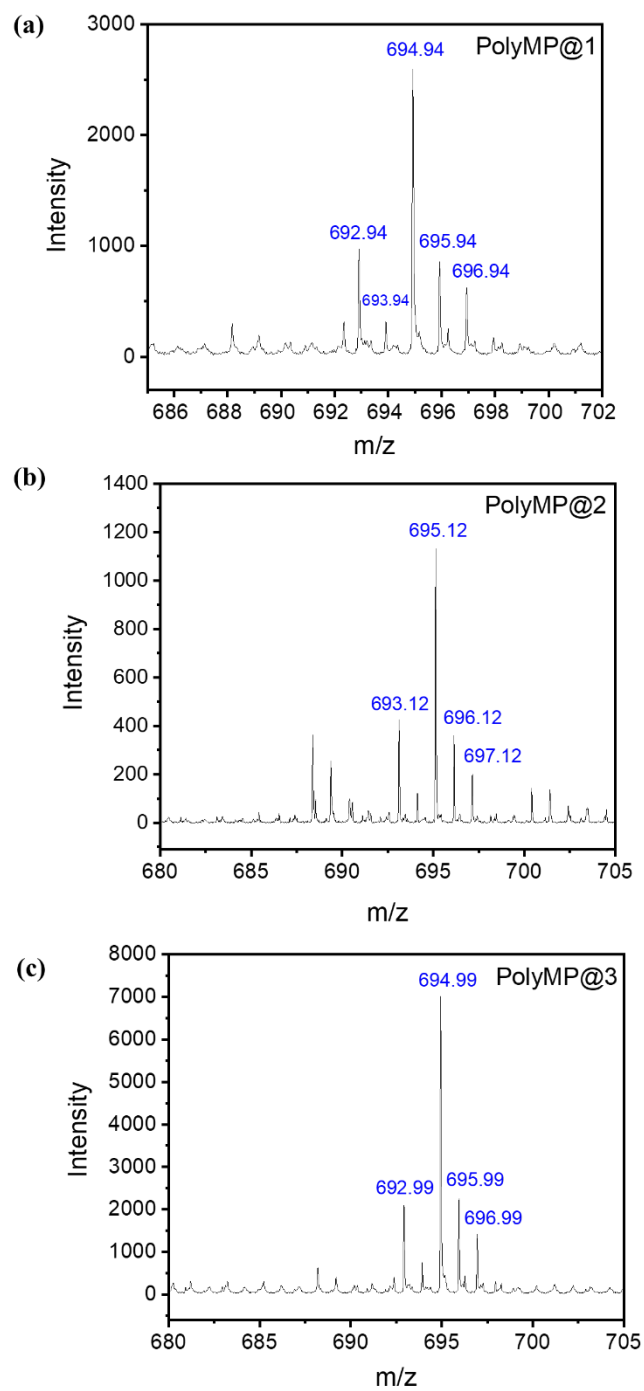 (a)
PolyMP@1
3000
2000
1000
0
Intensity
694.94
692.94
693.94
695.94
696.94
686 688 690 692 694 696 698 700 702
m/z
(b)
PolyMP@2
1400
1200
1000
800
600
400
200
0
Intensity
695.12
693.12
696.12
697.12
680 685 690 695 700 705
m/z
(c)
PolyMP@3
8000
7000
6000
5000
4000
3000
2000
1000
0
Intensity
694.99
692.99
695.99
696.99
680 685 690 695 700 705
m/z